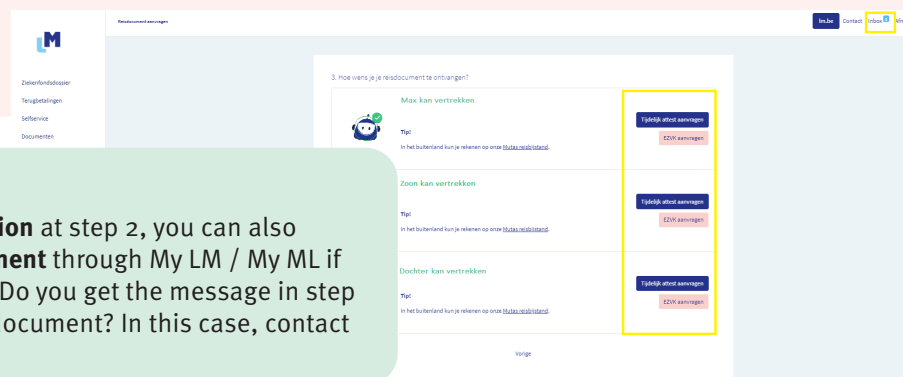 Reisdocument aanvragen
lm.be
Contact
Inbox
LM
Ziekenfondsdossier
Terugbetalingen
Selfservice
Documenten
3. Hoe wens je je reisdocument te ontvangen?
Max kan vertrekken
Tip!
In het buitenland kun je rekenen op onze Mutas reisbijstand.
Tijdelijk attest aanvragen
EZVK aanvragen
Zoon kan vertrekken
Tip!
In het buitenland kun je rekenen op onze Mutas reisbijstand.
Tijdelijk attest aanvragen
EZVK aanvragen
Dochter kan vertrekken
Tip!
In het buitenland kun je rekenen op onze Mutas reisbijstand.
Tijdelijk attest aanvragen
EZVK aanvragen
Vorige
ion at step 2, you can also
ment through My LM / My ML if
Do you get the message in step
document? In this case, contact